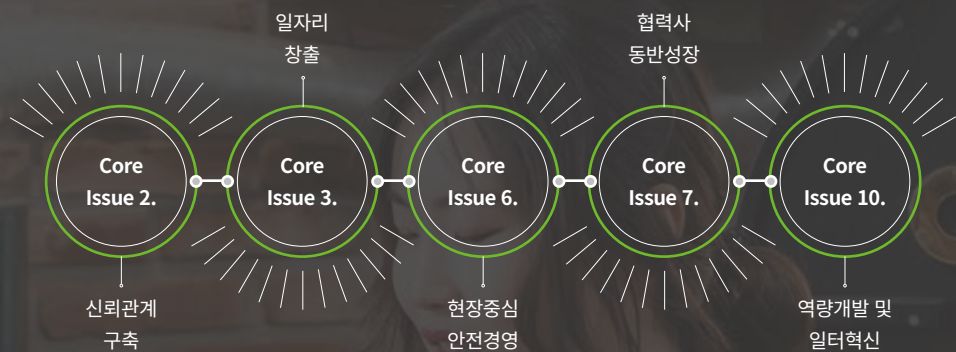 일자리
창출
협력사
동반성장
Core
Issue 2.
Core
Issue 3.
Core
Issue 6.
Core
Issue 7.
Core
Issue 10.
신뢰관계
구축
현장중심
안전경영
역량개발 및
일터혁신